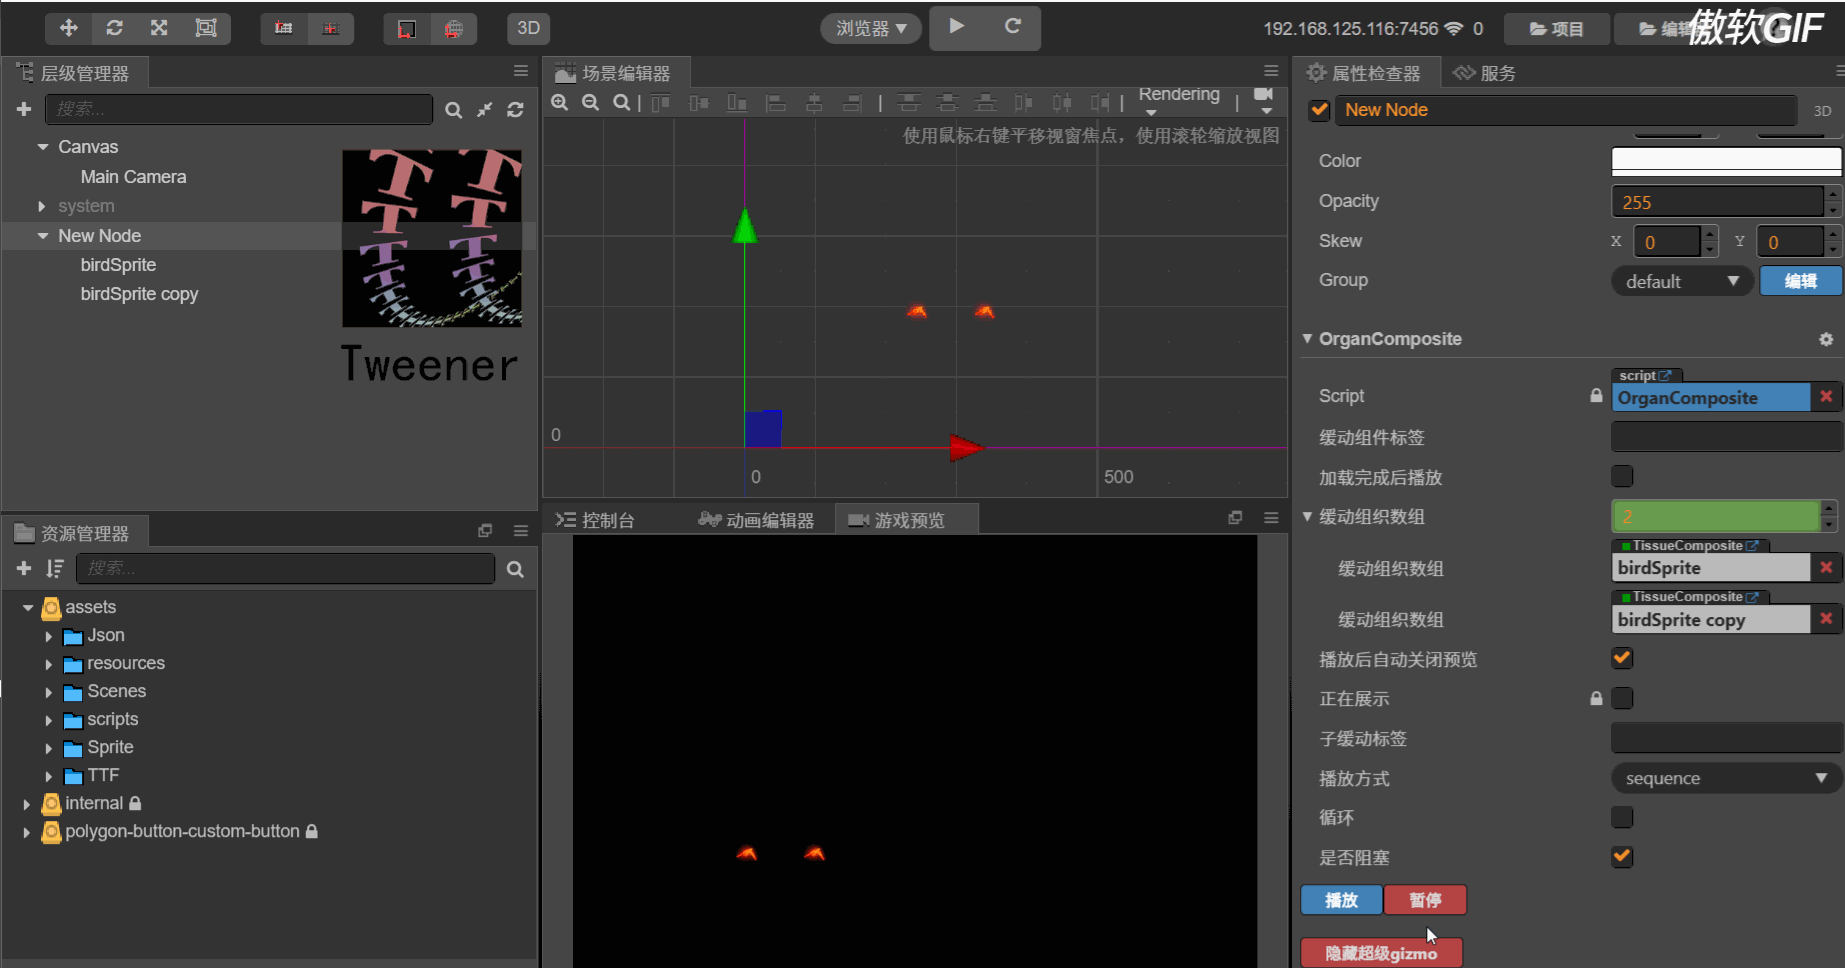 3D
浏览器
192.168.125.116:7456
0
项目
编辑
傲软GIF
层级管理器
搜索...
Canvas
Main Camera
system
New Node
birdSprite
birdSprite copy
Tweener
资源管理器
搜索...
assets
Json
resources
Scenes
scripts
Sprite
TTF
internal
polygon-button-custom-button
场景编辑器
Rendering
使用鼠标右键平移视窗焦点，使用滚轮缩放视图
0
0
500
控制台
动画编辑器
游戏预览
属性检查器
服务
New Node
3D
Color
Opacity
255
Skew
X
0
Y
0
Group
default
编辑
OrganComposite
script
Script
OrganComposite
缓动组件标签
加载完成后播放
缓动组织数组
2
TissueComposite
缓动组织数组
birdSprite
TissueComposite
缓动组织数组
birdSprite copy
播放后自动关闭预览
正在展示
子缓动标签
播放方式
sequence
循环
是否阻塞
播放
暂停
隐藏超级gizmo